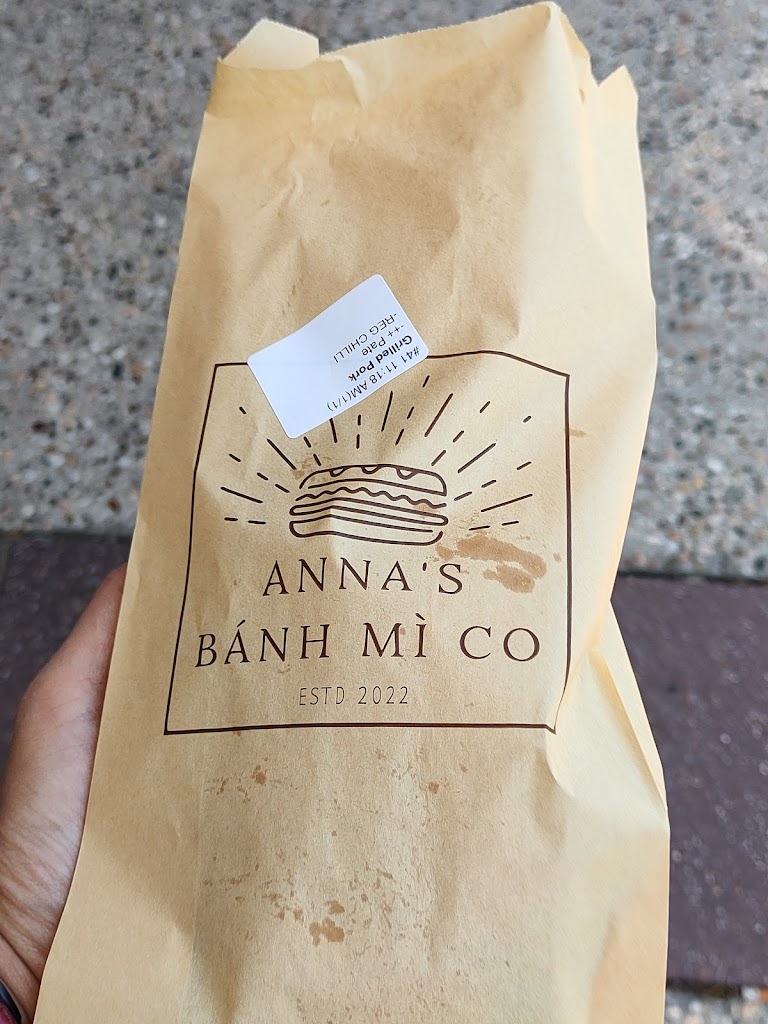 #41 11:18 AM(1/1)
Grilled Pork
-++ Pate
-REG CHILLI
ANNA'S
BÁNH MÌ CO
ESTD 2022